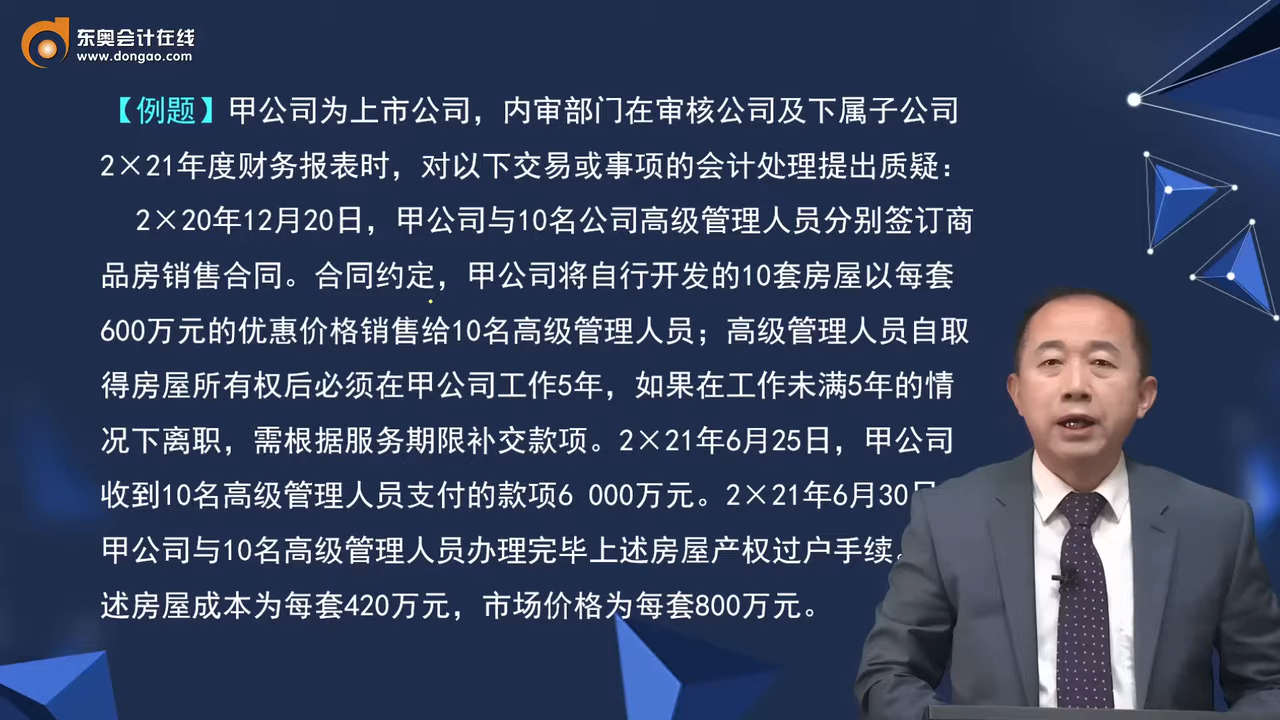 东奥会计在线
www.dongao.com
【例题】甲公司为上市公司，内审部门在审核公司及下属子公司
2×21年度财务报表时，对以下交易或事项的会计处理提出质疑：
2×20年12月20日，甲公司与10名公司高级管理人员分别签订商
品房销售合同。合同约定，甲公司将自行开发的10套房屋以每套
600万元的优惠价格销售给10名高级管理人员；高级管理人员自取
得房屋所有权后必须在甲公司工作5年，如果在工作未满5年的情
况下离职，需根据服务期限补交款项。2×21年6月25日，甲公司
收到10名高级管理人员支付的款项6 000万元。2×21年6月30日
甲公司与10名高级管理人员办理完毕上述房屋产权过户手续。
述房屋成本为每套420万元，市场价格为每套800万元。